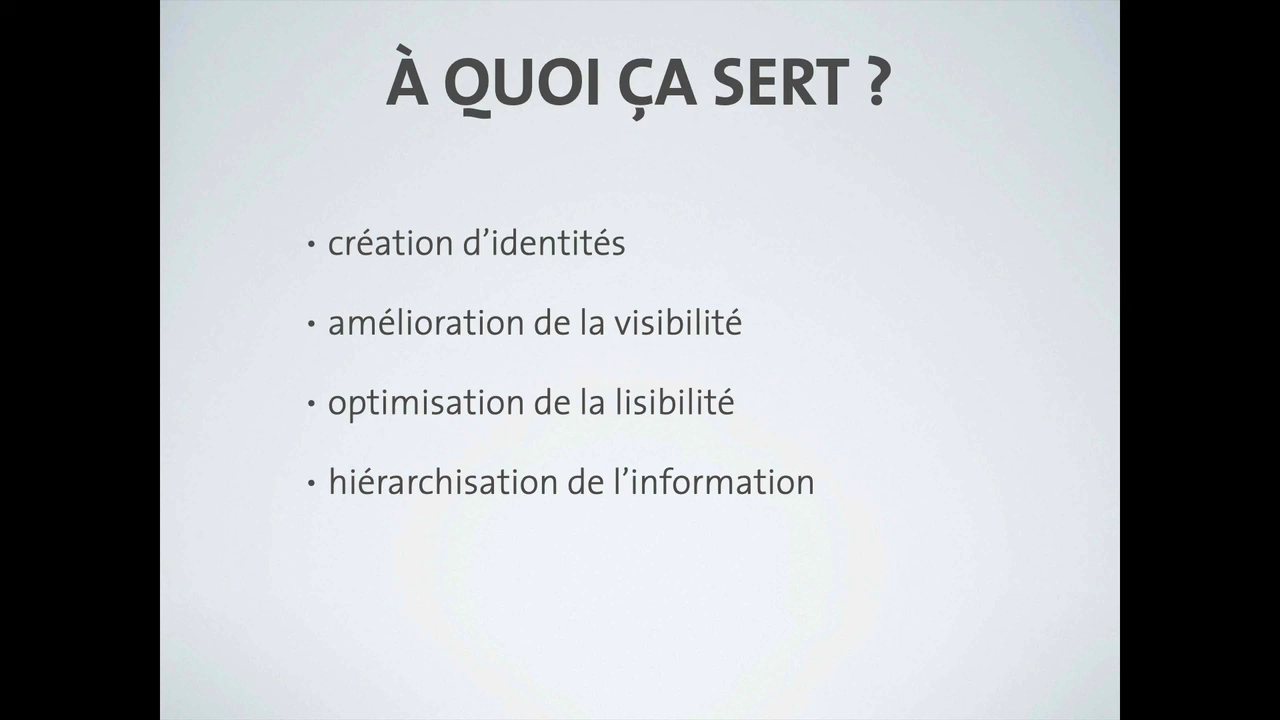 À QUOI ÇA SERT ?
• création d’identités
• amélioration de la visibilité
• optimisation de la lisibilité
• hiérarchisation de l’information